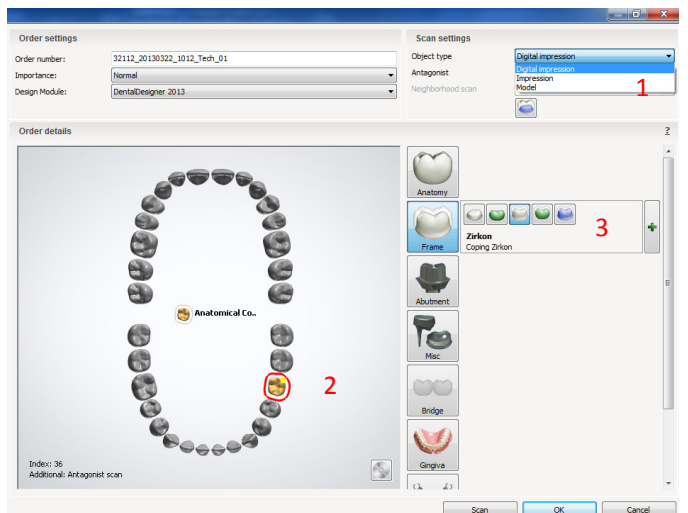 Order settings
Order number: 32112_20130322_1012_Tech_01
Importance: Normal
Design Module: DentalDesigner 2013
Scan settings
Object type Digital impression
Digital impression
Impression
Model
1
Antagonist
Neighborhood scan
Order details ?
Anatomical Co..
2
Index: 36
Additional: Antagonist scan
Anatomy
Frame
Zirkon
Coping Zirkon
3
Abutment
Misc
Bridge
Gingiva
Scan OK Cancel